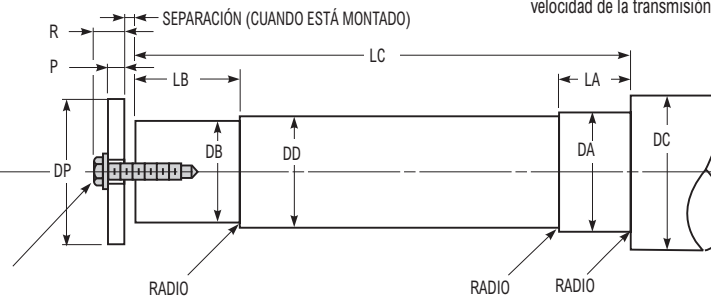 velocidad de la transmisión
SEPARACIÓN (CUANDO ESTÁ MONTADO)
R
P
LC
LB
LA
DP
DB
DD
DA
DC
RADIO
RADIO
RADIO